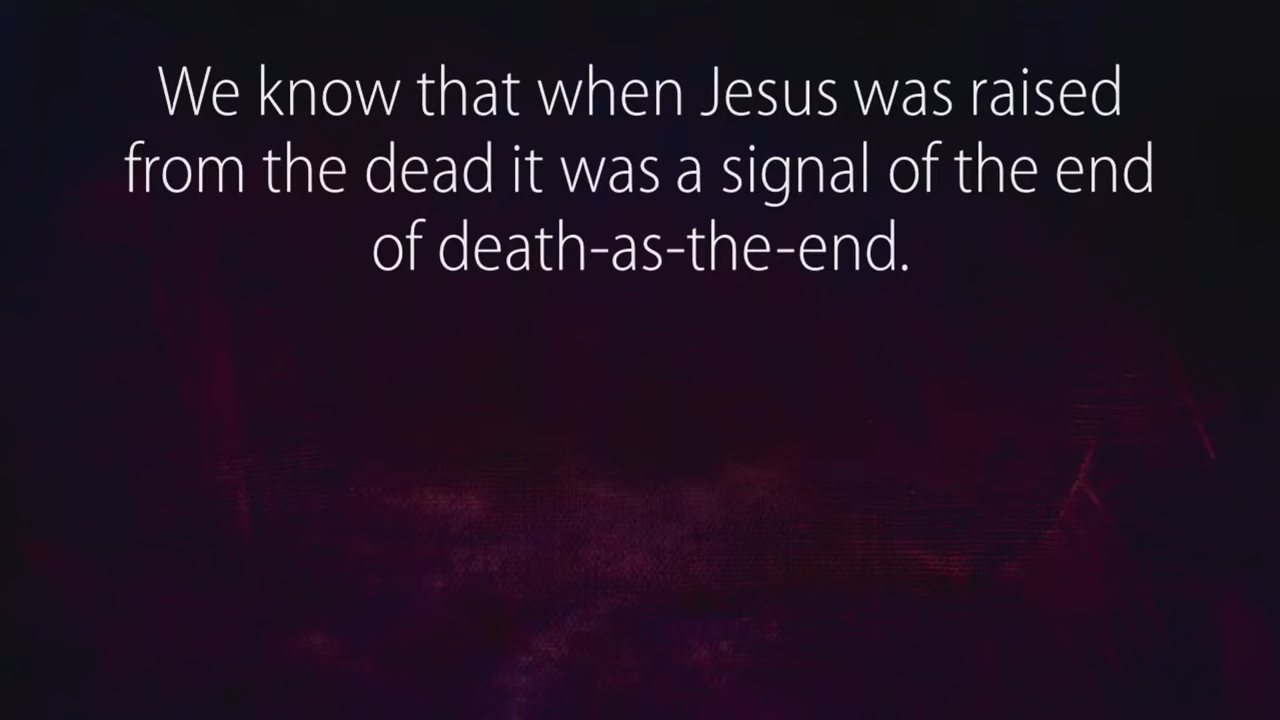 We know that when Jesus was raised
from the dead it was a signal of the end
of death-as-the-end.